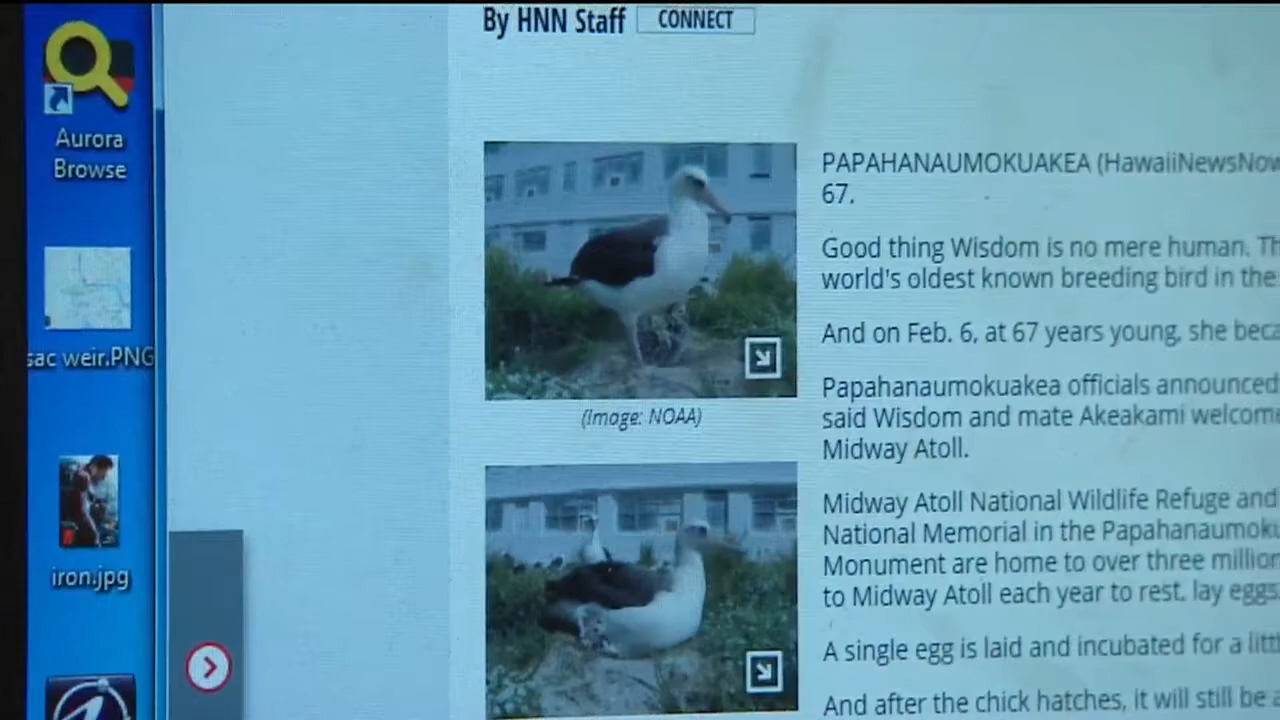 By HNN Staff CONNECT
Aurora
Browse
sac weir.PNG
iron.jpg
(Image: NOAA)
PAPAHANAUMOKUAKEA (HawaiiNewsNow
67.
Good thing Wisdom is no mere human. Th
world's oldest known breeding bird in the
And on Feb. 6, at 67 years young, she beca
Papahanaumokuakea officials announced
said Wisdom and mate Akeakami welcome
Midway Atoll.
Midway Atoll National Wildlife Refuge and
National Memorial in the Papahanaumoku
Monument are home to over three million
to Midway Atoll each year to rest, lay eggs,
A single egg is laid and incubated for a littl
And after the chick hatches, it will still be a